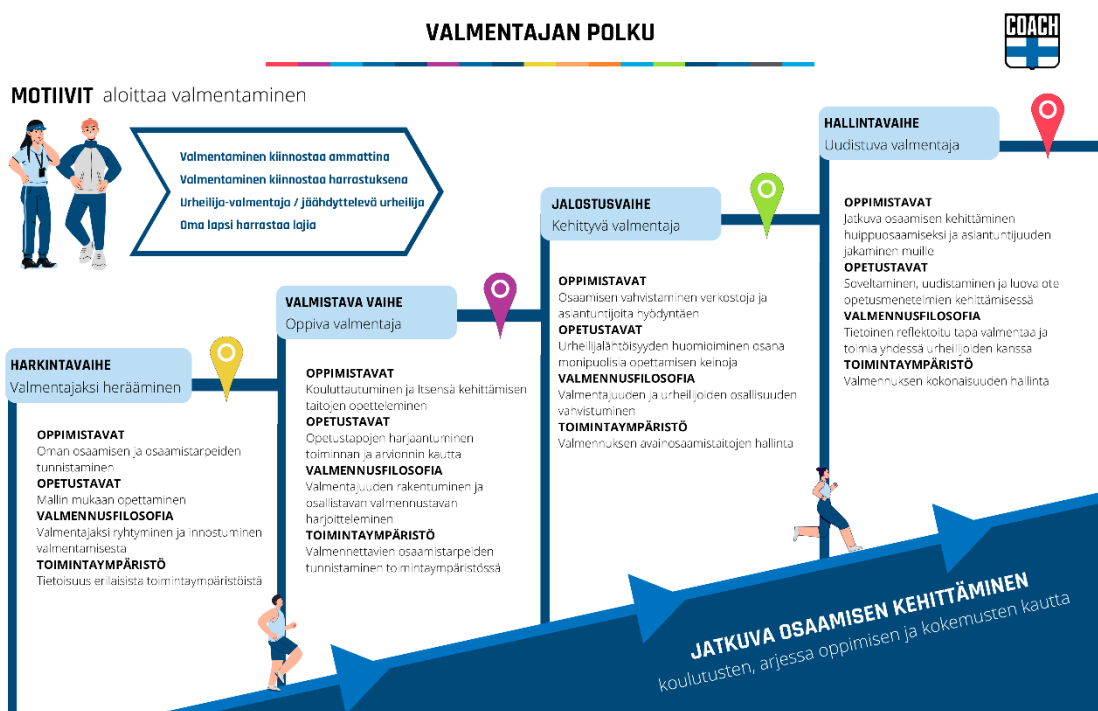 VALMENTAJAN POLKU
COACH
MOTIIVIT aloittaa valmentaminen
Valmentaminen kiinnostaa ammattina
Valmentaminen kiinnostaa harrastuksena
Urheilija-valmentaja / jäähdyttelevä urheilija
Oma lapsi harrastaa lajia
HARKINTAVAIHE
Valmentajaksi herääminen
OPPIMISTAVAT
Oman osaamisen ja osaamistarpeiden
tunnistaminen
OPETUSTAVAT
Mallin mukaan opettaminen
VALMENNUSFILOSOFIA
Valmentajaksi ryhtyminen ja innostuminen
valmentamisesta
TOIMINTAYMPÄRISTÖ
Tietoisuus erilaisista toimintaympäristöistä
VALMISTAVA VAIHE
Oppiva valmentaja
OPPIMISTAVAT
Kouluttautuminen ja Itsensä kehittämisen
taitojen opetteleminen
OPETUSTAVAT
Opetustapojen harjaantuminen
toiminnan ja arvionnin kautta
VALMENNUSFILOSOFIA
Valmentajuuden rakentuminen ja
osallistavan valmennustavan
harjoitteleminen
TOIMINTAYMPÄRISTÖ
Valmennettavien osaamistarpeiden
tunnistaminen toimintaympäristössä
JALOSTUSVAIHE
Kehittyvä valmentaja
OPPIMISTAVAT
Osaamisen vahvistaminen verkostoja ja
asiantuntijoita hyödyntäen
OPETUSTAVAT
Urheilijalähtöisyyden huomioiminen osana
monipuolisia opettamisen keinoja
VALMENNUSFILOSOFIA
Valmentajuuden ja urheilijoiden osallisuuden
vahvistuminen
TOIMINTAYMPÄRISTÖ
Valmennuksen avainosaamistaitojen hallinta
HALLINTAVAIHE
Uudistuva valmentaja
OPPIMISTAVAT
Jatkuva osaamisen kehittäminen
huippuosaamiseksi ja asiantuntijuuden
jakaminen muille
OPETUSTAVAT
Soveltaminen, uudistaminen ja luova ote
opetusmenetelmien kehittämisessä
VALMENNUSFILOSOFIA
Tietoinen reflektoitu tapa valmentaa ja
toimia yhdessä urheilijoiden kanssa
TOIMINTAYMPÄRISTÖ
Valmennuksen kokonaisuuden hallinta
JATKUVA OSAAMISEN KEHITTÄMINEN
koulutusten, arjessa oppimisen ja kokemusten kautta